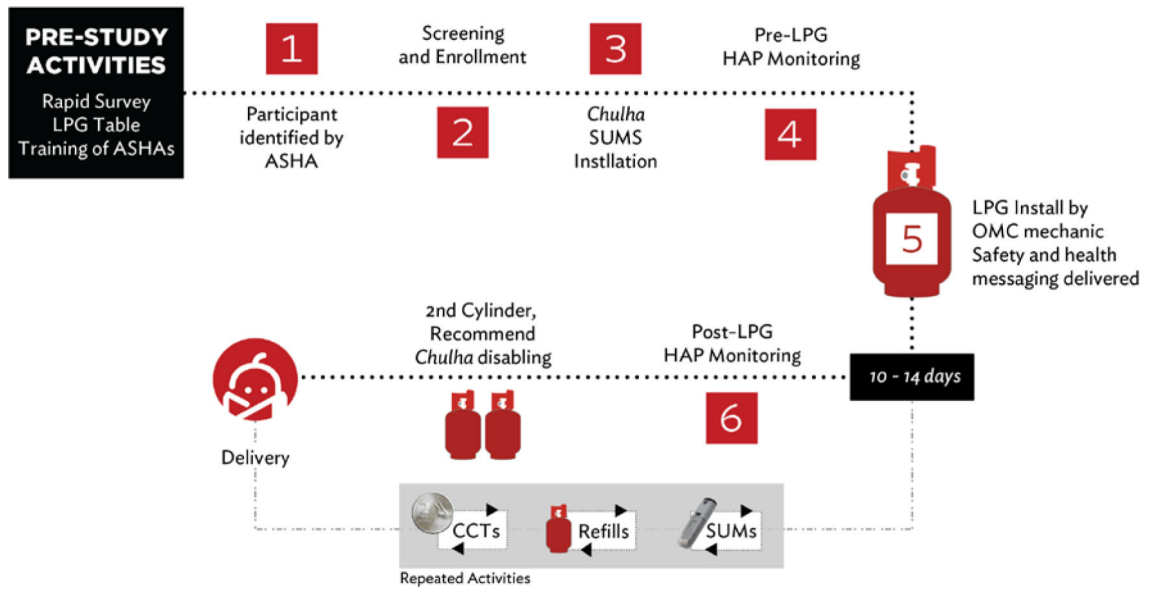 PRE-STUDY
ACTIVITIES
Rapid Survey
LPG Table
Training of ASHAs
1
Participant
identified by
ASHA
Screening
and Enrollment
2
3
Chulha
SUMS
Instllation
Pre-LPG
HAP Monitoring
4
5
LPG Install by
OMC mechanic
Safety and health
messaging delivered
10 - 14 days
Post-LPG
HAP Monitoring
6
2nd Cylinder,
Recommend
Chulha disabling
Delivery
CCTs
Refills
SUMs
Repeated Activities